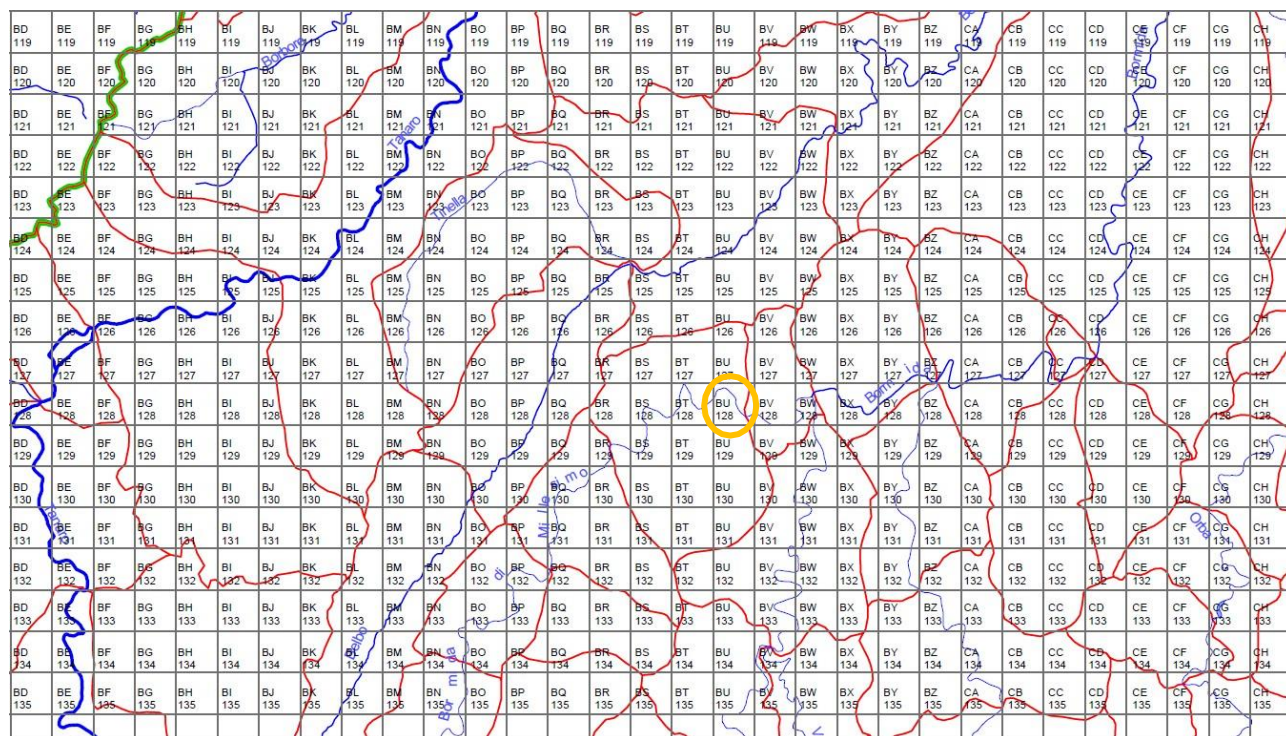 BD BE BF BG BH BI BJ BK BL BM BN BO BP BQ BR BS BT BU BV BW BX BY BZ CA CB CC CD CE CF CG CH
119 119 119 119 119 119 119 119 119 119 119 119 119 119 119 119 119 119 119 119 119 119 119 119 119 119 119 119 119 119 119
Borbore
Bormida
BD BE BF BG BH BI BJ BK BL BM BN BO BP BQ BR BS BT BU BV BW BX BY BZ CA CB CC CD CE CF CG CH
120 120 120 120 120 120 120 120 120 120 120 120 120 120 120 120 120 120 120 120 120 120 120 120 120 120 120 120 120 120 120
BD BE BF BG BH BI BJ BK BL BM BN BO BP BQ BR BS BT BU BV BW BX BY BZ CA CB CC CD CE CF CG CH
121 121 121 121 121 121 121 121 121 121 121 121 121 121 121 121 121 121 121 121 121 121 121 121 121 121 121 121 121 121 121
Tanaro
BD BE BF BG BH BI BJ BK BL BM BN BO BP BQ BR BS BT BU BV BW BX BY BZ CA CB CC CD CE CF CG CH
122 122 122 122 122 122 122 122 122 122 122 122 122 122 122 122 122 122 122 122 122 122 122 122 122 122 122 122 122 122 122
BD BE BF BG BH BI BJ BK BL BM BN BO BP BQ BR BS BT BU BV BW BX BY BZ CA CB CC CD CE CF CG CH
123 123 123 123 123 123 123 123 123 123 123 123 123 123 123 123 123 123 123 123 123 123 123 123 123 123 123 123 123 123 123
Tinella
BD BE BF BG BH BI BJ BK BL BM BN BO BP BQ BR BS BT BU BV BW BX BY BZ CA CB CC CD CE CF CG CH
124 124 124 124 124 124 124 124 124 124 124 124 124 124 124 124 124 124 124 124 124 124 124 124 124 124 124 124 124 124 124
BD BE BF BG BH BI BJ BK BL BM BN BO BP BQ BR BS BT BU BV BW BX BY BZ CA CB CC CD CE CF CG CH
125 125 125 125 125 125 125 125 125 125 125 125 125 125 125 125 125 125 125 125 125 125 125 125 125 125 125 125 125 125 125
BD BE BF BG BH BI BJ BK BL BM BN BO BP BQ BR BS BT BU BV BW BX BY BZ CA CB CC CD CE CF CG CH
126 126 126 126 126 126 126 126 126 126 126 126 126 126 126 126 126 126 126 126 126 126 126 126 126 126 126 126 126 126 126
BD BE BF BG BH BI BJ BK BL BM BN BO BP BQ BR BS BT BU BV BW BX BY BZ CA CB CC CD CE CF CG CH
127 127 127 127 127 127 127 127 127 127 127 127 127 127 127 127 127 127 127 127 127 127 127 127 127 127 127 127 127 127 127
Bormida
BD BE BF BG BH BI BJ BK BL BM BN BO BP BQ BR BS BT BU BV BW BX BY BZ CA CB CC CD CE CF CG CH
128 128 128 128 128 128 128 128 128 128 128 128 128 128 128 128 128 128 128 128 128 128 128 128 128 128 128 128 128 128 128
BD BE BF BG BH BI BJ BK BL BM BN BO BP BQ BR BS BT BU BV BW BX BY BZ CA CB CC CD CE CF CG CH
129 129 129 129 129 129 129 129 129 129 129 129 129 129 129 129 129 129 129 129 129 129 129 129 129 129 129 129 129 129 129
BD BE BF BG BH BI BJ BK BL BM BN BO BP BQ BR BS BT BU BV BW BX BY BZ CA CB CC CD CE CF CG CH
130 130 130 130 130 130 130 130 130 130 130 130 130 130 130 130 130 130 130 130 130 130 130 130 130 130 130 130 130 130 130
Tanaro
Bormida di Millesimo
Orba
BD BE BF BG BH BI BJ BK BL BM BN BO BP BQ BR BS BT BU BV BW BX BY BZ CA CB CC CD CE CF CG CH
131 131 131 131 131 131 131 131 131 131 131 131 131 131 131 131 131 131 131 131 131 131 131 131 131 131 131 131 131 131 131
BD BE BF BG BH BI BJ BK BL BM BN BO BP BQ BR BS BT BU BV BW BX BY BZ CA CB CC CD CE CF CG CH
132 132 132 132 132 132 132 132 132 132 132 132 132 132 132 132 132 132 132 132 132 132 132 132 132 132 132 132 132 132 132
BD BE BF BG BH BI BJ BK BL BM BN BO BP BQ BR BS BT BU BV BW BX BY BZ CA CB CC CD CE CF CG CH
133 133 133 133 133 133 133 133 133 133 133 133 133 133 133 133 133 133 133 133 133 133 133 133 133 133 133 133 133 133 133
Belbo
BD BE BF BG BH BI BJ BK BL BM BN BO BP BQ BR BS BT BU BV BW BX BY BZ CA CB CC CD CE CF CG CH
134 134 134 134 134 134 134 134 134 134 134 134 134 134 134 134 134 134 134 134 134 134 134 134 134 134 134 134 134 134 134
BD BE BF BG BH BI BJ BK BL BM BN BO BP BQ BR BS BT BU BV BW BX BY BZ CA CB CC CD CE CF CG CH
135 135 135 135 135 135 135 135 135 135 135 135 135 135 135 135 135 135 135 135 135 135 135 135 135 135 135 135 135 135 135